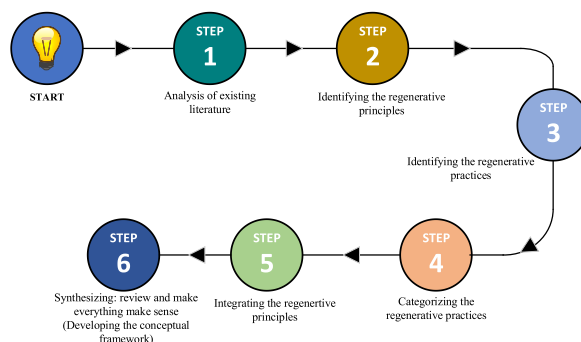 START
STEP
1
Analysis of existing
literature
STEP
2
Identifying the regenerative
principles
STEP
3
Identifying the regenerative
practices
STEP
4
Categorizing the
regenerative practices
STEP
5
Integrating the regenertive
principles
STEP
6
Synthesizing: review and make
everything make sense
(Developing the conceptual
framework)